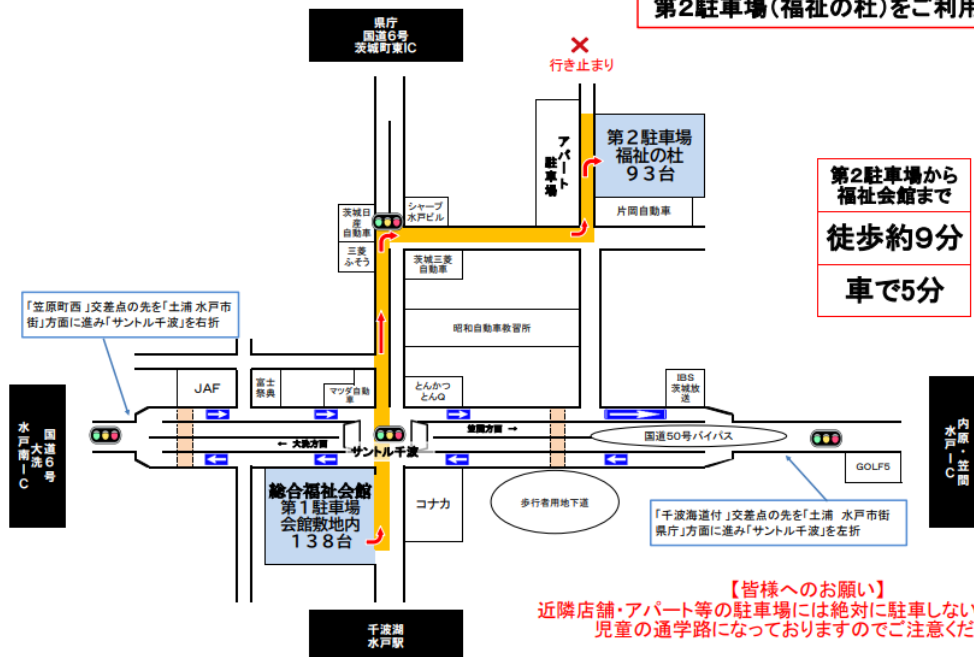 第2駐車場(福祉の杜)をご利用
県庁
国道6号
茨城町東IC
×
行き止まり
アパート
駐車場
第2駐車場
福祉の杜
93台
第2駐車場から
福祉会館まで
徒歩約9分
車で5分
茨城日
産
自動車
シャープ
水戸ビル
片岡自動車
三菱
ふそう
茨城三菱
自動車
「笠原町西」交差点の先を「土浦 水戸市
街」方面に進み「サントル千波」を右折
昭和自動車教習所
JAF
富士
祭典
マツダ自動
車
とんかつ
とんQ
IBS
茨城放
送
国道6号
大洗
水戸南IC
← 大洗方面
笠間方面 →
サントル千波
国道50号バイパス
内原・笠間
水戸IC
GOLF5
総合福祉会館
第1駐車場
会館敷地内
138台
コナカ
歩行者用地下道
「千波海道付」交差点の先を「土浦 水戸市街
県庁」方面に進み「サントル千波」を左折
【皆様へのお願い】
近隣店舗・アパート等の駐車場には絶対に駐車しない
児童の通学路になっておりますのでご注意くだ
千波湖
水戸駅